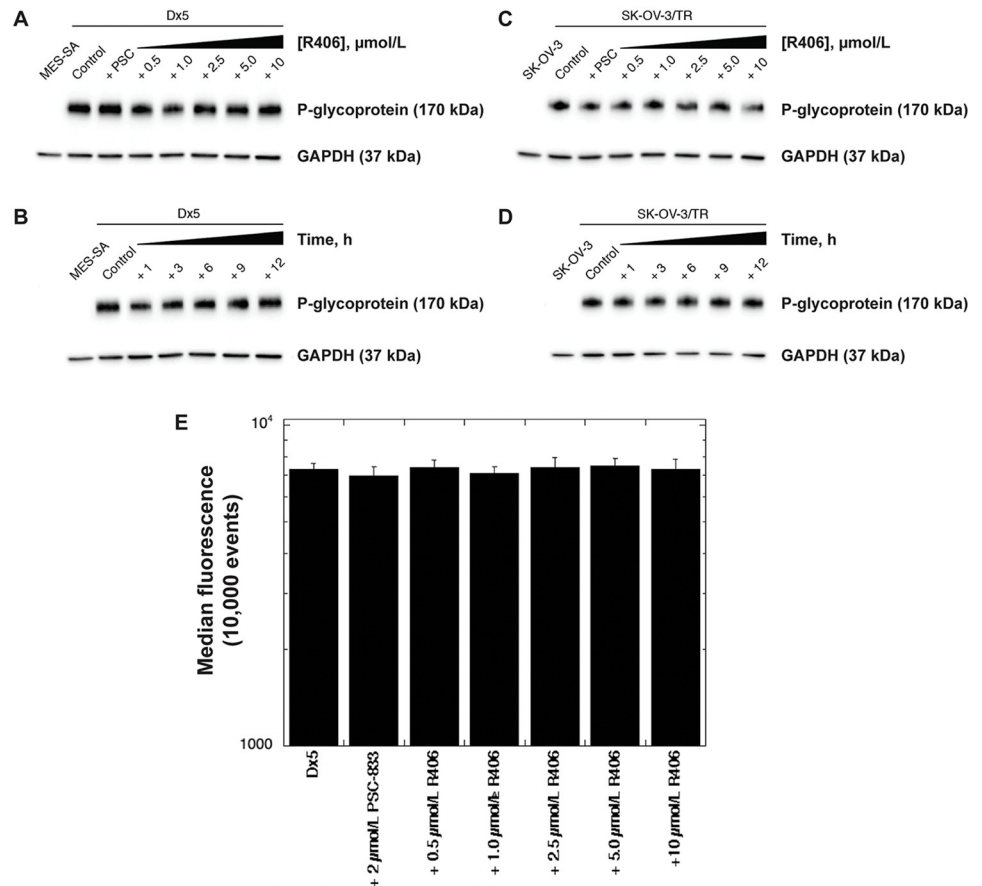 A
Dx5
[R406], µmol/L
MES-SA
Control
+ PSC
+ 0.5
+ 1.0
+ 2.5
+ 5.0
+ 10
P-glycoprotein (170 kDa)
GAPDH (37 kDa)
C
SK-OV-3/TR
[R406], µmol/L
SK-OV-3
Control
+ PSC
+ 0.5
+ 1.0
+ 2.5
+ 5.0
+ 10
P-glycoprotein (170 kDa)
GAPDH (37 kDa)
B
Dx5
Time, h
MES-SA
Control
+ 1
+ 3
+ 6
+ 9
+ 12
P-glycoprotein (170 kDa)
GAPDH (37 kDa)
D
SK-OV-3/TR
Time, h
SK-OV-3
Control
+ 1
+ 3
+ 6
+ 9
+ 12
P-glycoprotein (170 kDa)
GAPDH (37 kDa)
E
10⁴
1000
Median fluorescence
(10,000 events)
Dx5
+ 2 µmol/L PSC-833
+ 0.5 µmol/L R406
+ 1.0 µmol/L R406
+ 2.5 µmol/L R406
+ 5.0 µmol/L R406
+10 µmol/L R406